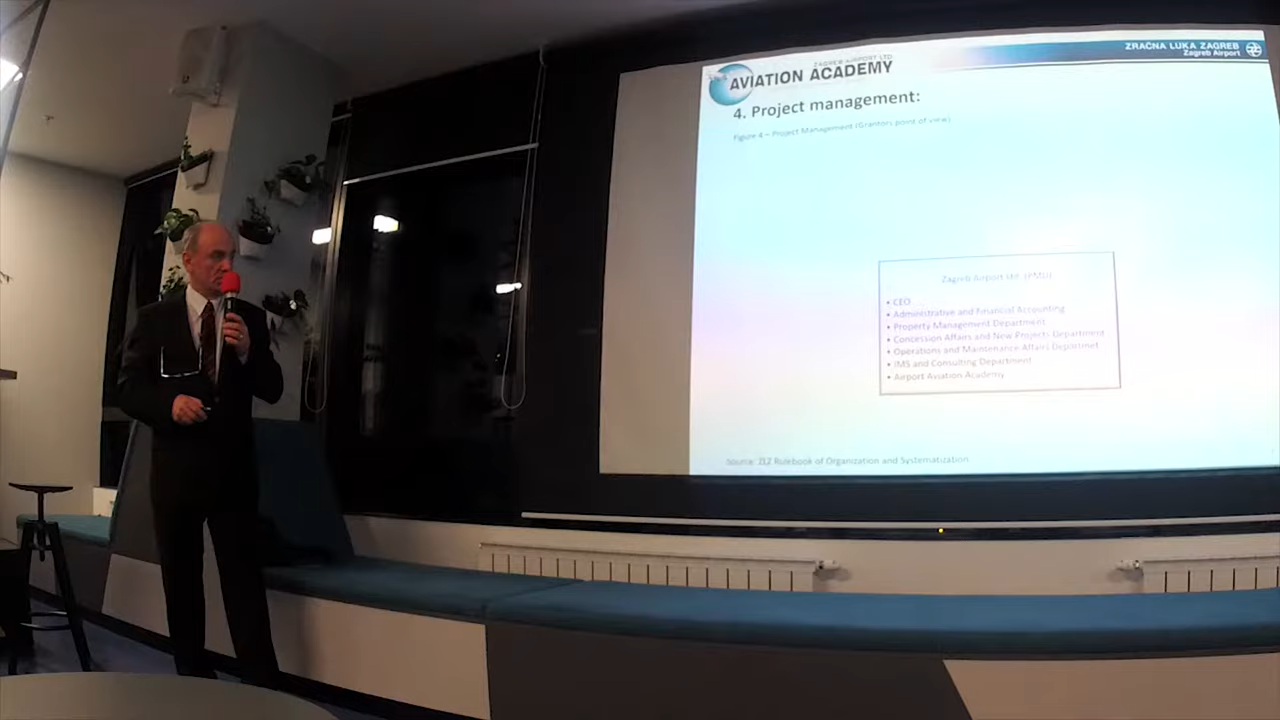 ZAGREB AIRPORT LTD
AVIATION ACADEMY
ZRAČNA LUKA ZAGREB
Zagreb Airport
4. Project management:
Figure 4 – Project Management (Grantors point of view)
Zagreb Airport Ltd. (PMU)
• CEO
• Administrative and Financial Accounting
• Property Management Department
• Concession Affairs and New Projects Department
• Operations and Maintenance Affairs Departmet
• IMS and Consulting Department
• Airport Aviation Academy
Source: ZLZ Rulebook of Organization and Systematization